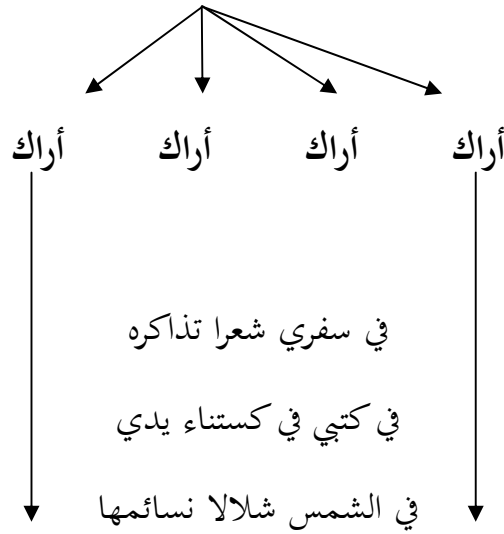 أراك أراك أراك أراك
في سفري شعرا تذاكره
في كتبي في كستناء يدي
في الشمس شلالا نسائمها